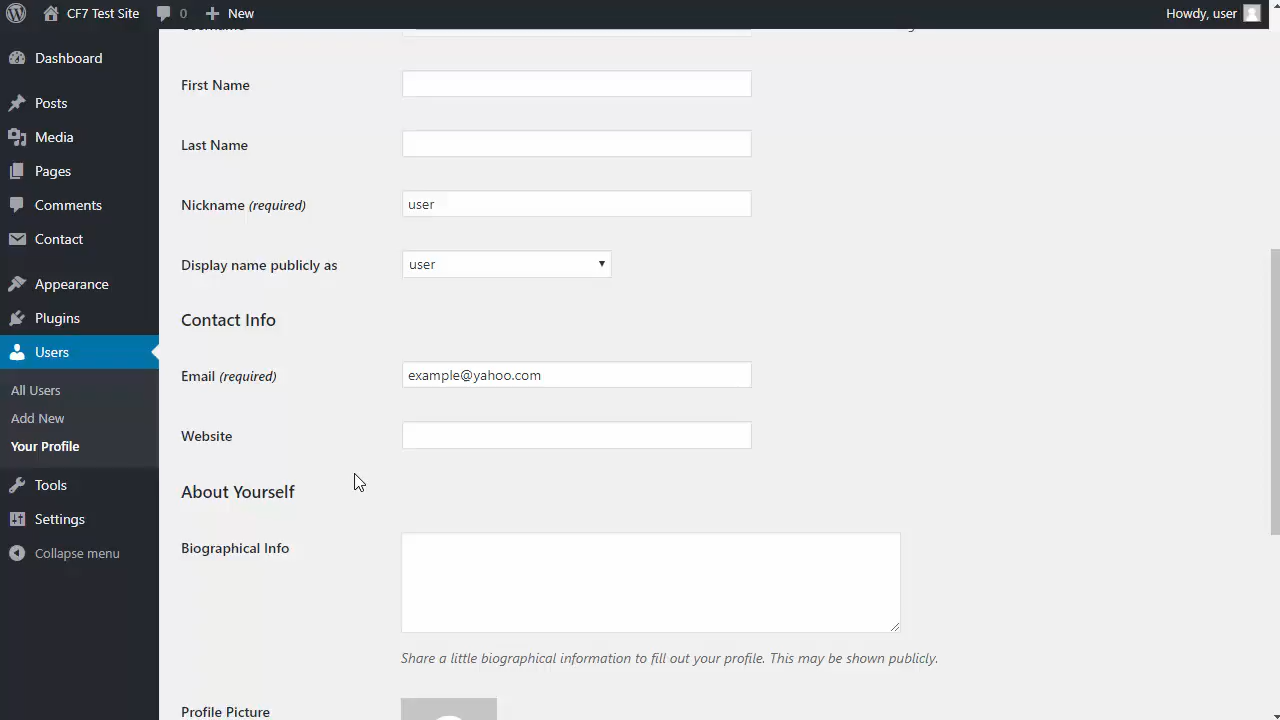 CF7 Test Site
0
New
Howdy, user
Dashboard
Posts
Media
Pages
Comments
Contact
Appearance
Plugins
Users
All Users
Add New
Your Profile
Tools
Settings
Collapse menu
First Name
Last Name
Nickname (required)
user
Display name publicly as
user
Contact Info
Email (required)
example@yahoo.com
Website
About Yourself
Biographical Info
Share a little biographical information to fill out your profile. This may be shown publicly.
Profile Picture